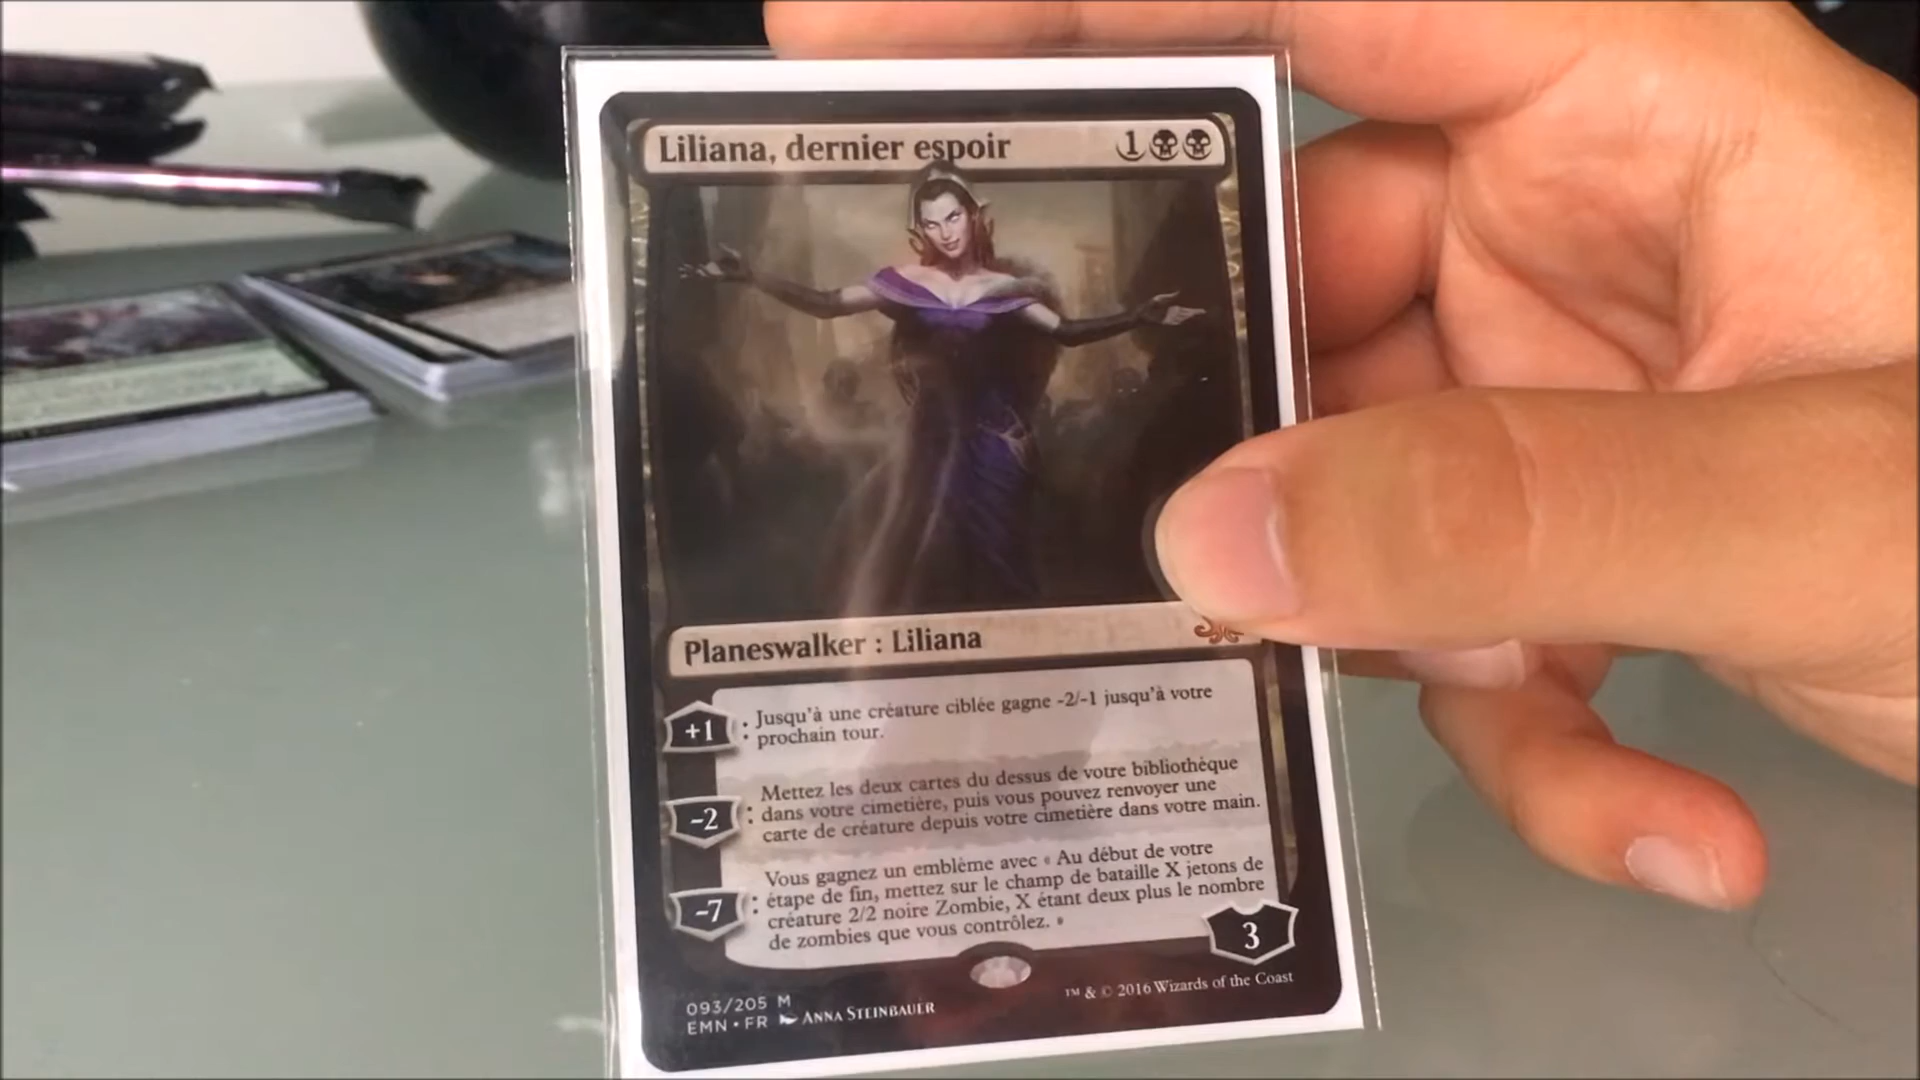 Liliana, dernier espoir 1
Planeswalker : Liliana
+1 : Jusqu'à une créature ciblée gagne -2/-1 jusqu'à votre
prochain tour.
Mettez les deux cartes du dessus de votre bibliothèque
-2 : dans votre cimetière, puis vous pouvez renvoyer une
carte de créature depuis votre cimetière dans votre main.
Vous gagnez un emblème avec « Au début de votre
-7 : étape de fin, mettez sur le champ de bataille X jetons de
créature 2/2 noire Zombie, X étant deux plus le nombre
de zombies que vous contrôlez. »
3
093/205 M
EMN • FR ANNA STEINBAUER
™ & © 2016 Wizards of the Coast